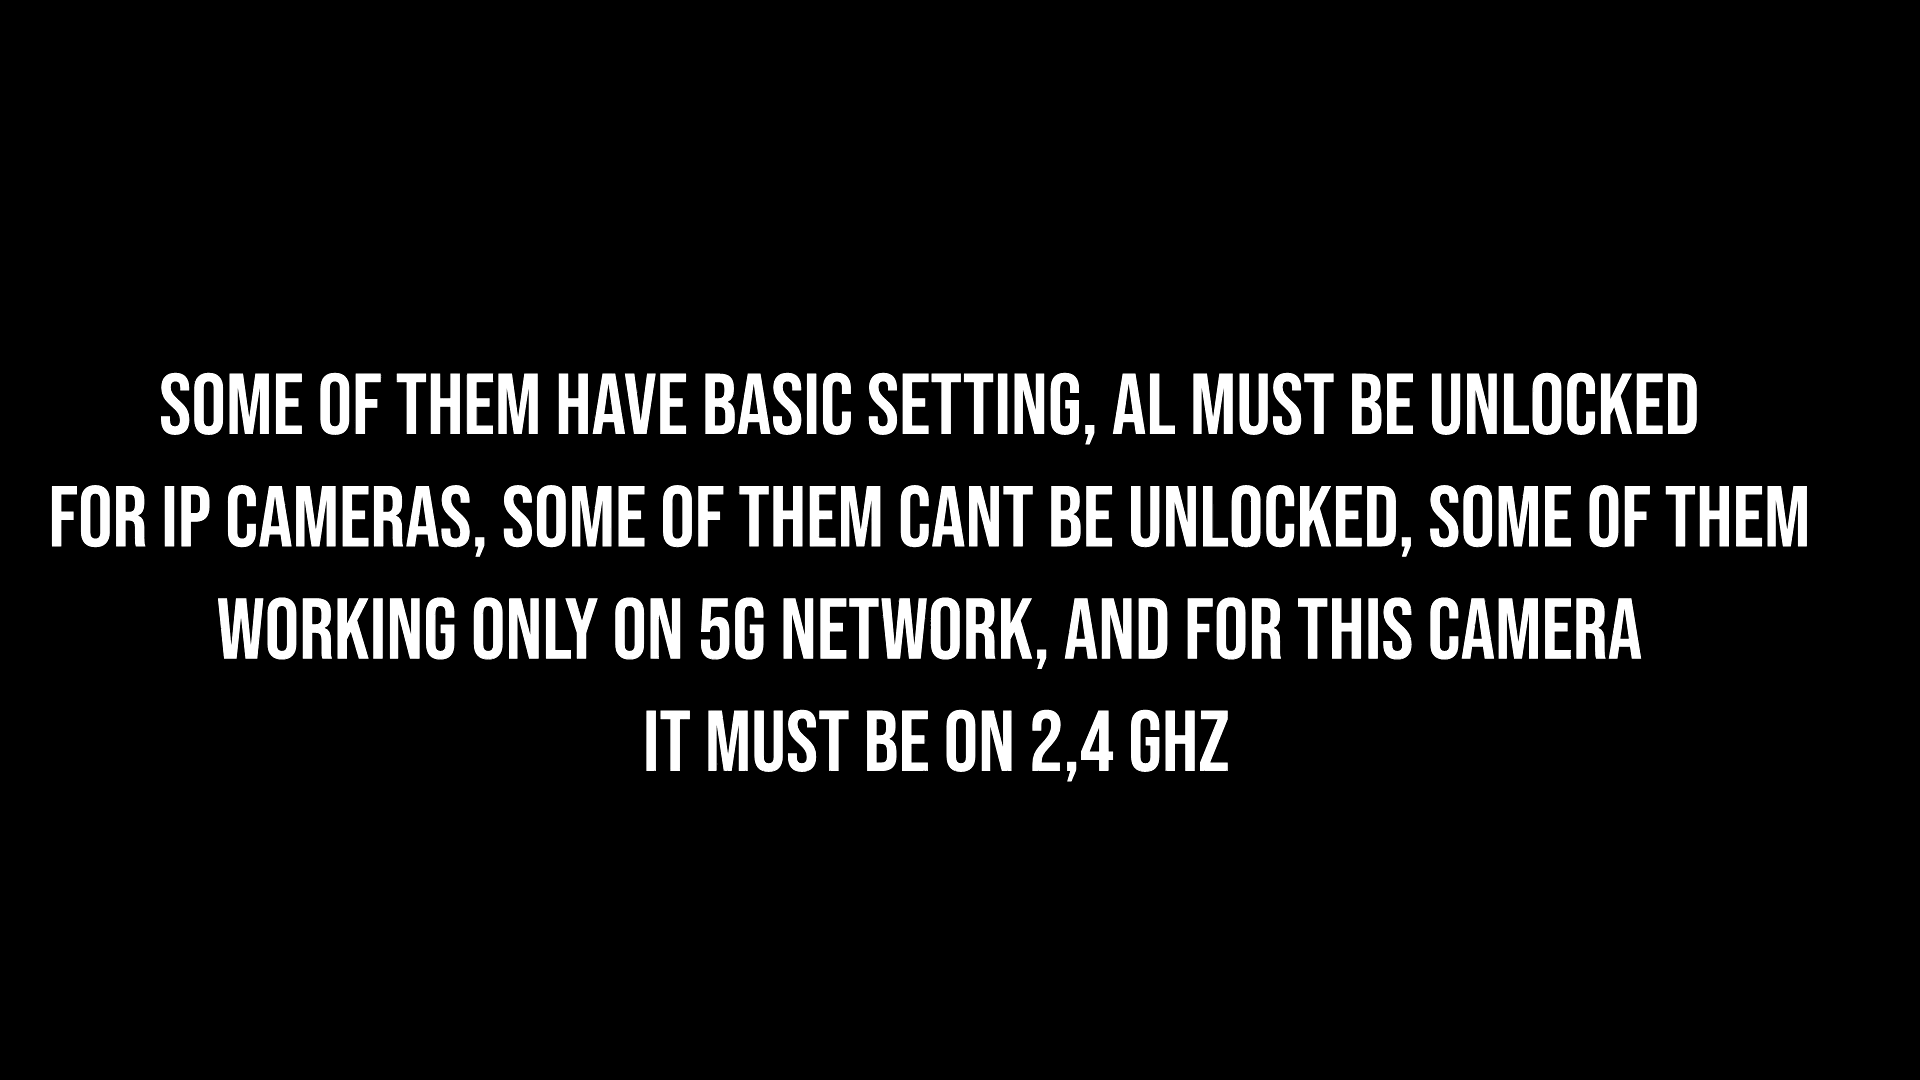 SOME OF THEM HAVE BASIC SETTING, AL MUST BE UNLOCKED
FOR IP CAMERAS, SOME OF THEM CANT BE UNLOCKED, SOME OF THEM
WORKING ONLY ON 5G NETWORK, AND FOR THIS CAMERA
IT MUST BE ON 2,4 GHZ